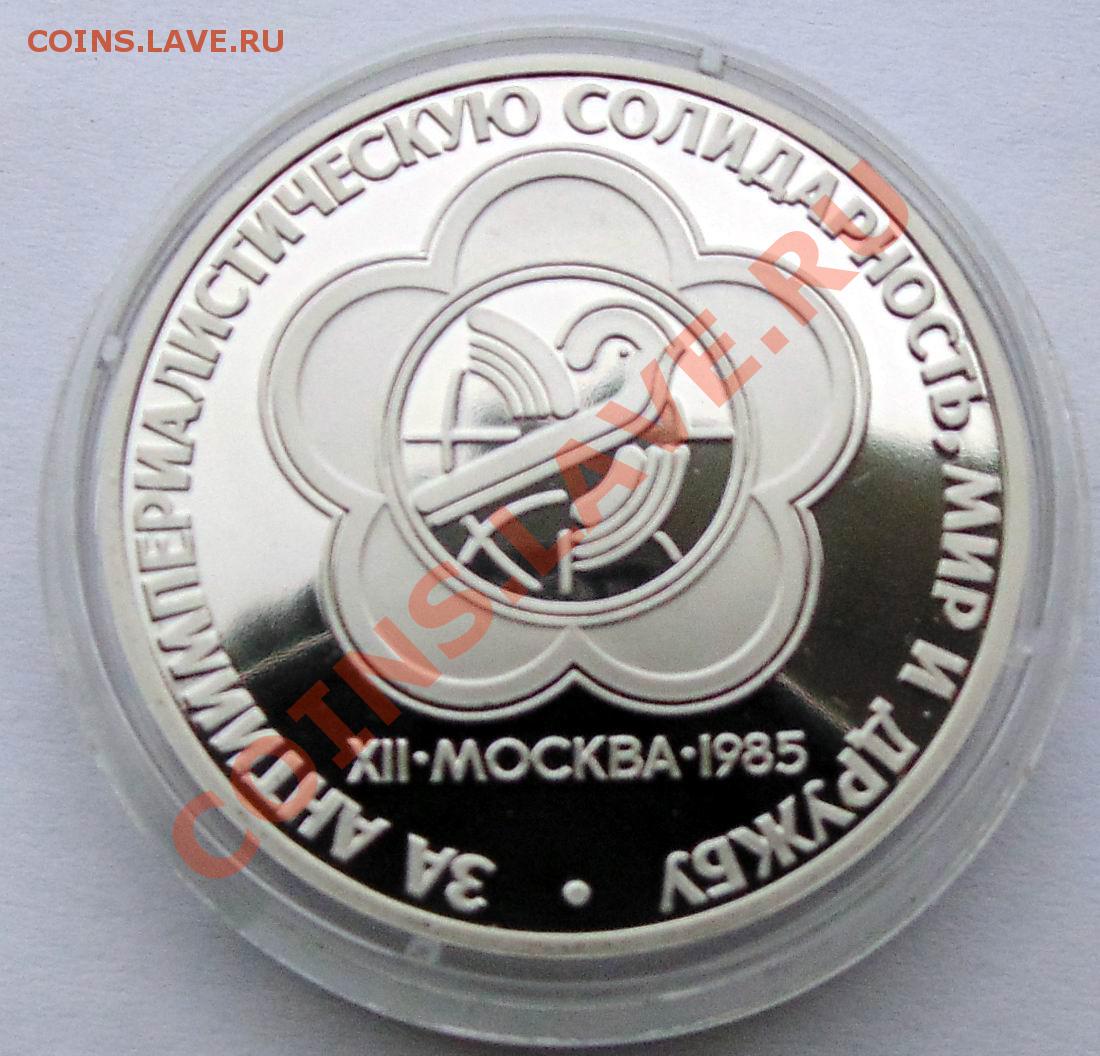 COINS.LAVE.RU
ЗА АНТИИМПЕРИАЛИСТИЧЕСКУЮ СОЛИДАРНОСТЬ, МИР И ДРУЖБУ •
XII•МОСКВА•1985
COINS.LAVE.RU